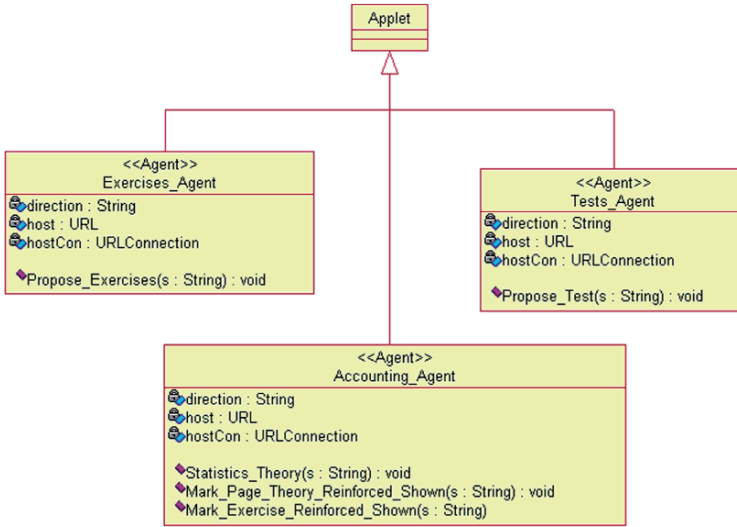 Applet
<<Agent>>
Exercises_Agent
direction : String
host : URL
hostCon : URLConnection
Propose_Exercises(s : String) : void
<<Agent>>
Tests_Agent
direction : String
host : URL
hostCon : URLConnection
Propose_Test(s : String) : void
<<Agent>>
Accounting_Agent
direction : String
host : URL
hostCon : URLConnection
Statistics_Theory(s : String) : void
Mark_Page_Theory_Reinforced_Shown(s : String) : void
Mark_Exercise_Reinforced_Shown(s : String)